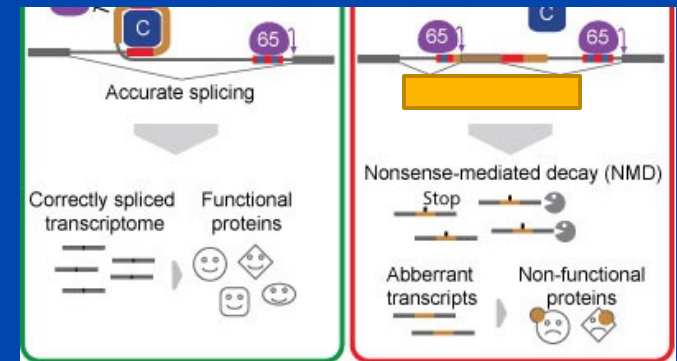 C
65
Accurate splicing
Correctly spliced
transcriptome
Functional
proteins
C
65
65
Nonsense-mediated decay (NMD)
Stop
Abberrant
transcripts
Non-functional
proteins